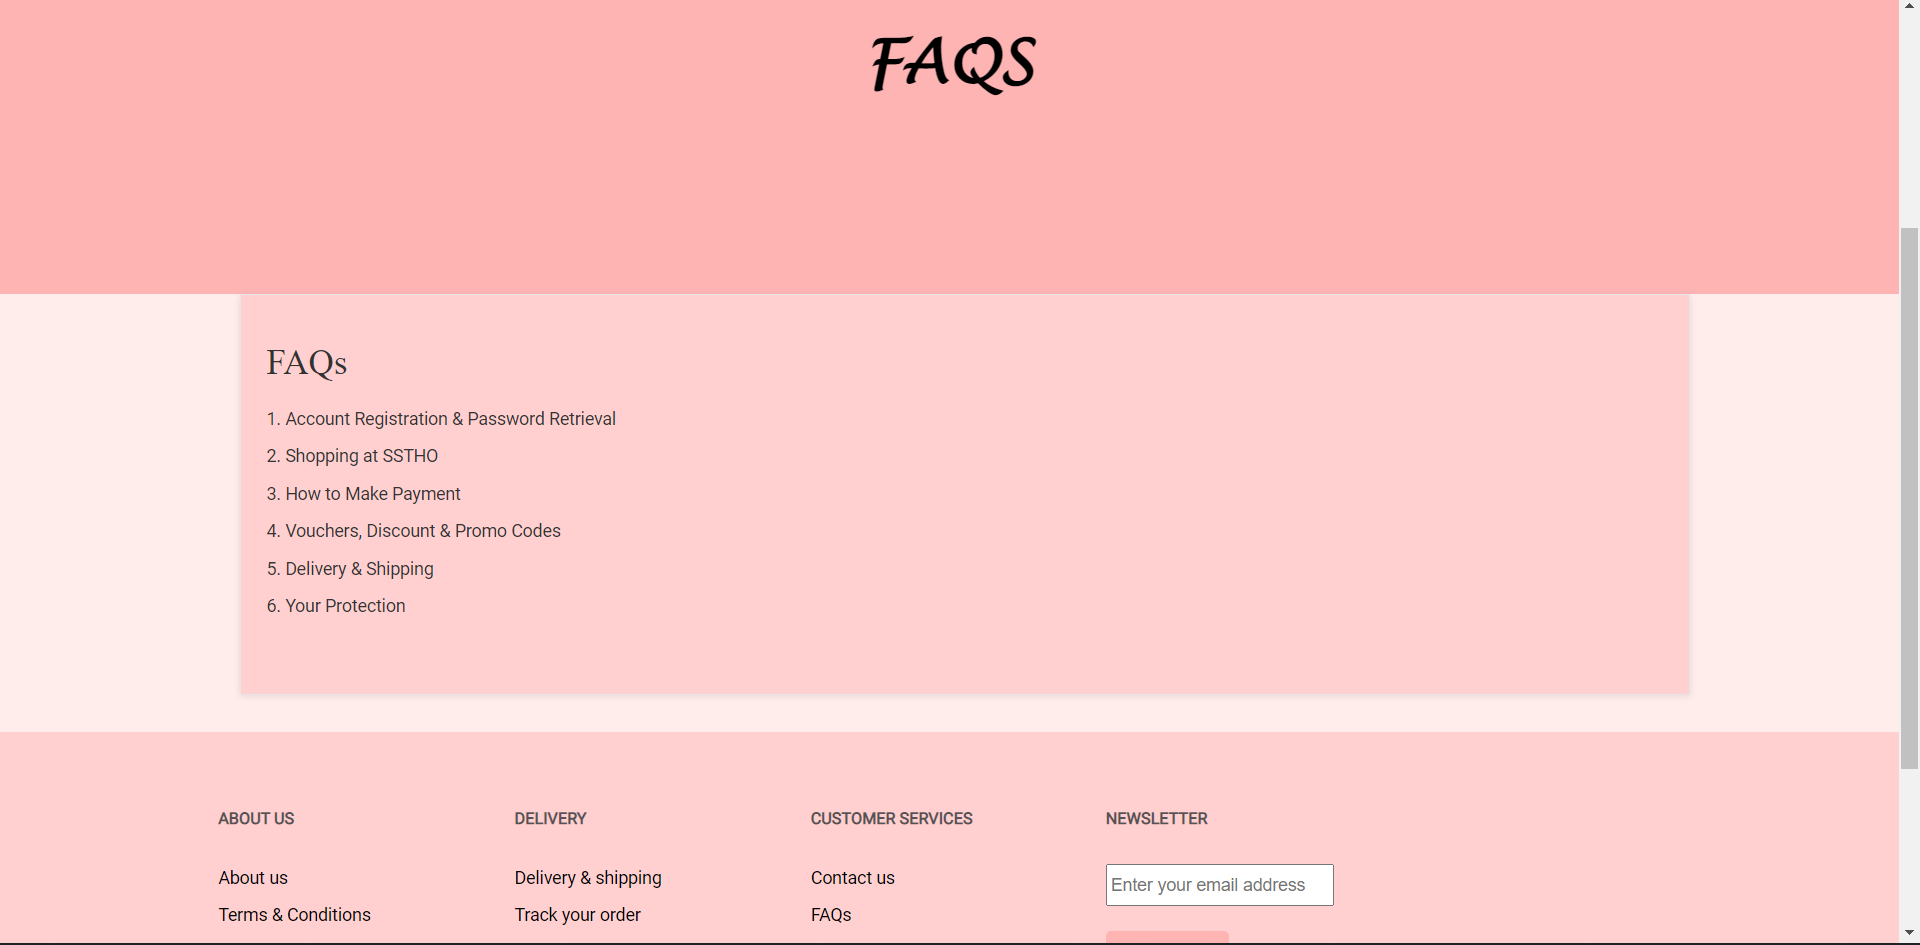 FAQS
FAQs
1. Account Registration & Password Retrieval
2. Shopping at SSTHO
3. How to Make Payment
4. Vouchers, Discount & Promo Codes
5. Delivery & Shipping
6. Your Protection
ABOUT US
About us
Terms & Conditions
DELIVERY
Delivery & shipping
Track your order
CUSTOMER SERVICES
Contact us
FAQs
NEWSLETTER
Enter your email address